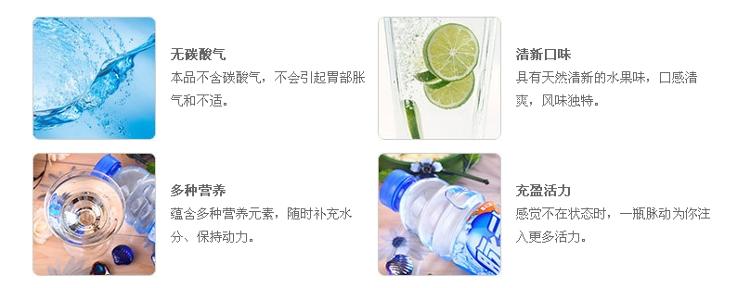 无碳酸气
本品不含碳酸气，不会引起胃部胀
气和不适。
清新口味
具有天然清新的水果味，口感清
爽，风味独特。
多种营养
蕴含多种营养元素，随时补充水
分、保持动力。
充盈活力
感觉不在状态时，一瓶脉动为你注
入更多活力。